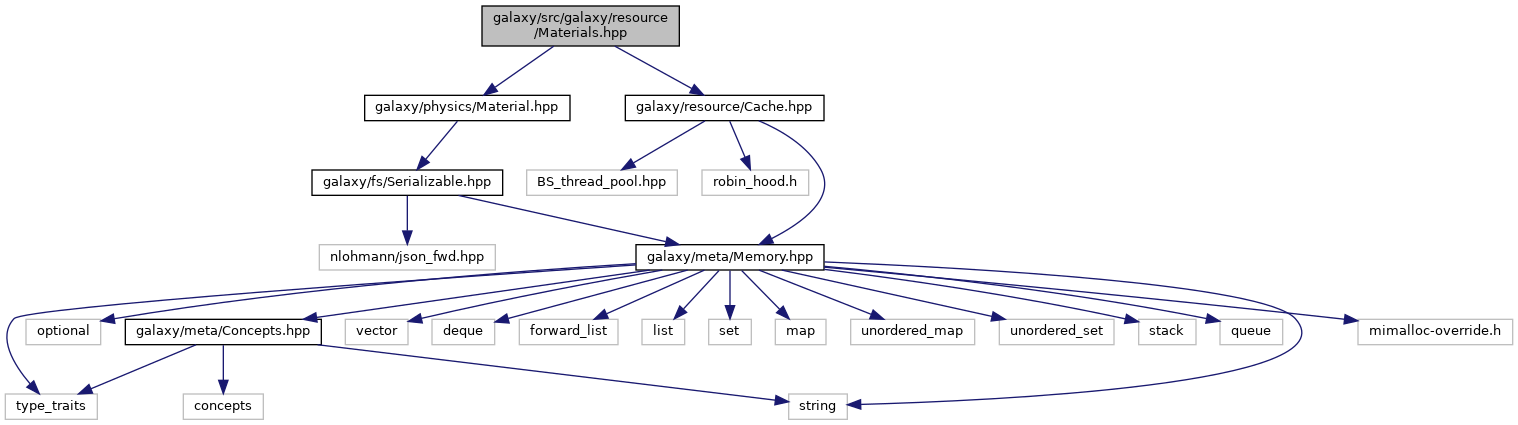 galaxy/src/galaxy/resource
/Materials.hpp
galaxy/physics/Material.hpp
galaxy/resource/Cache.hpp
galaxy/fs/Serializable.hpp
BS_thread_pool.hpp
robin_hood.h
nlohmann/json_fwd.hpp
galaxy/meta/Memory.hpp
optional
galaxy/meta/Concepts.hpp
vector
deque
forward_list
list
set
map
unordered_map
unordered_set
stack
queue
mimalloc-override.h
type_traits
concepts
string